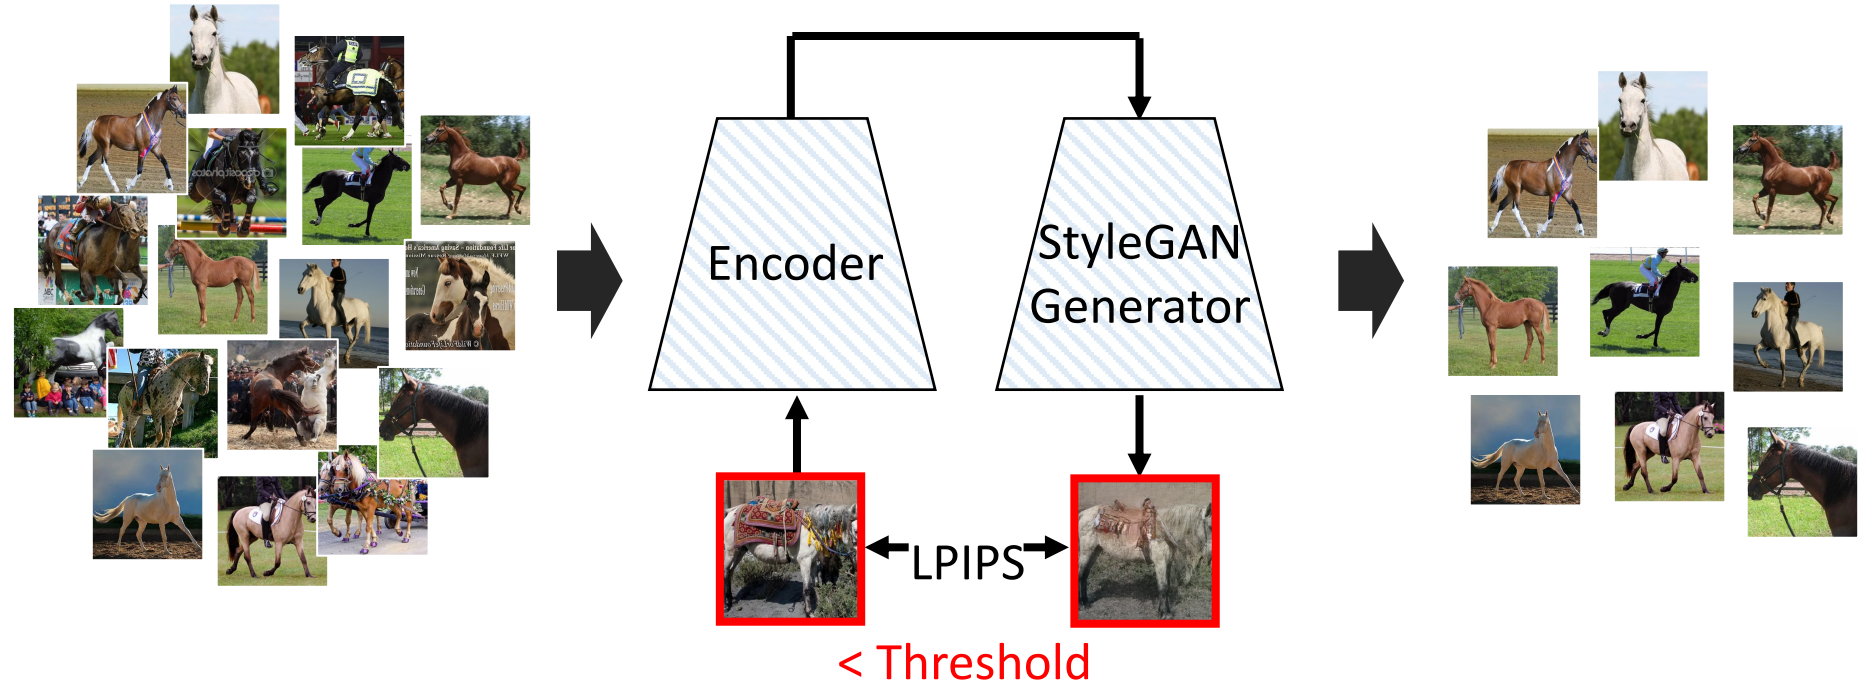 Encoder
StyleGAN
Generator
LPIPS
< Threshold